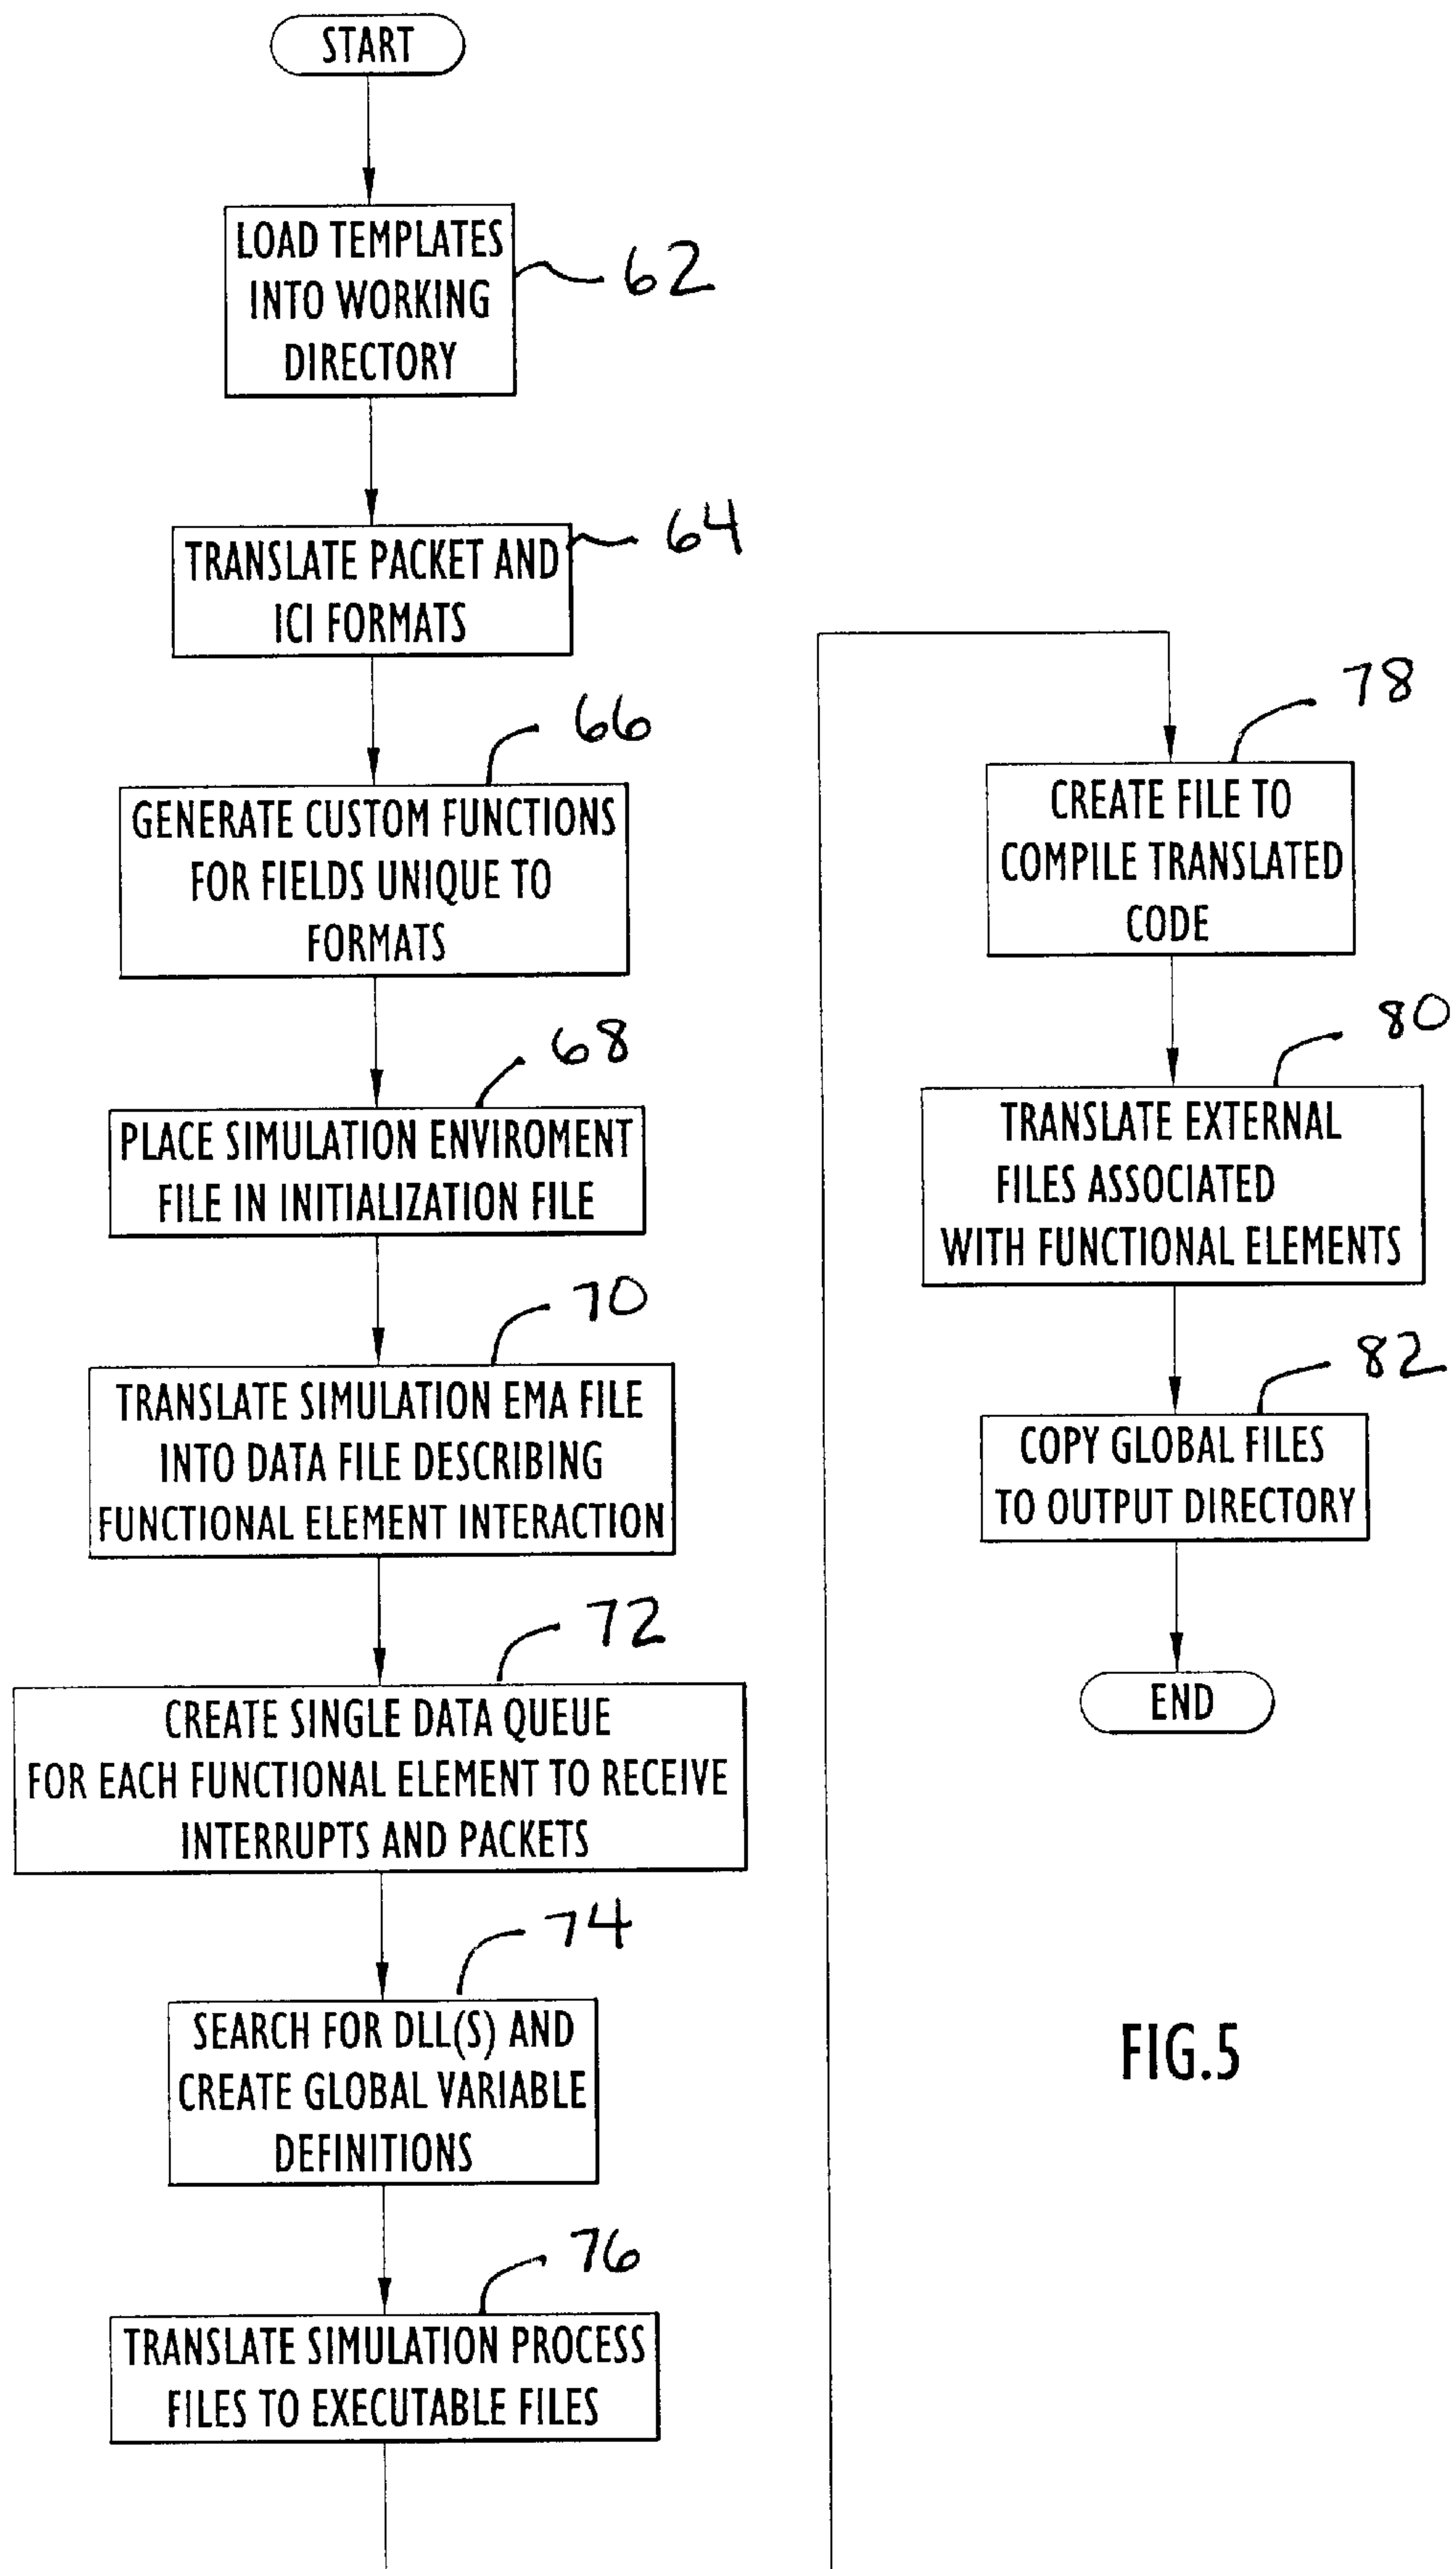 START
LOAD TEMPLATES
INTO WORKING
DIRECTORY
62
TRANSLATE PACKET AND
ICI FORMATS
64
66
GENERATE CUSTOM FUNCTIONS
FOR FIELDS UNIQUE TO
FORMATS
68
PLACE SIMULATION ENVIROMENT
FILE IN INITIALIZATION FILE
70
TRANSLATE SIMULATION EMA FILE
INTO DATA FILE DESCRIBING
FUNCTIONAL ELEMENT INTERACTION
72
CREATE SINGLE DATA QUEUE
FOR EACH FUNCTIONAL ELEMENT TO RECEIVE
INTERRUPTS AND PACKETS
74
SEARCH FOR DLL(S) AND
CREATE GLOBAL VARIABLE
DEFINITIONS
76
TRANSLATE SIMULATION PROCESS
FILES TO EXECUTABLE FILES
78
CREATE FILE TO
COMPILE TRANSLATED
CODE
80
TRANSLATE EXTERNAL
FILES ASSOCIATED
WITH FUNCTIONAL ELEMENTS
82
COPY GLOBAL FILES
TO OUTPUT DIRECTORY
END
FIG.5